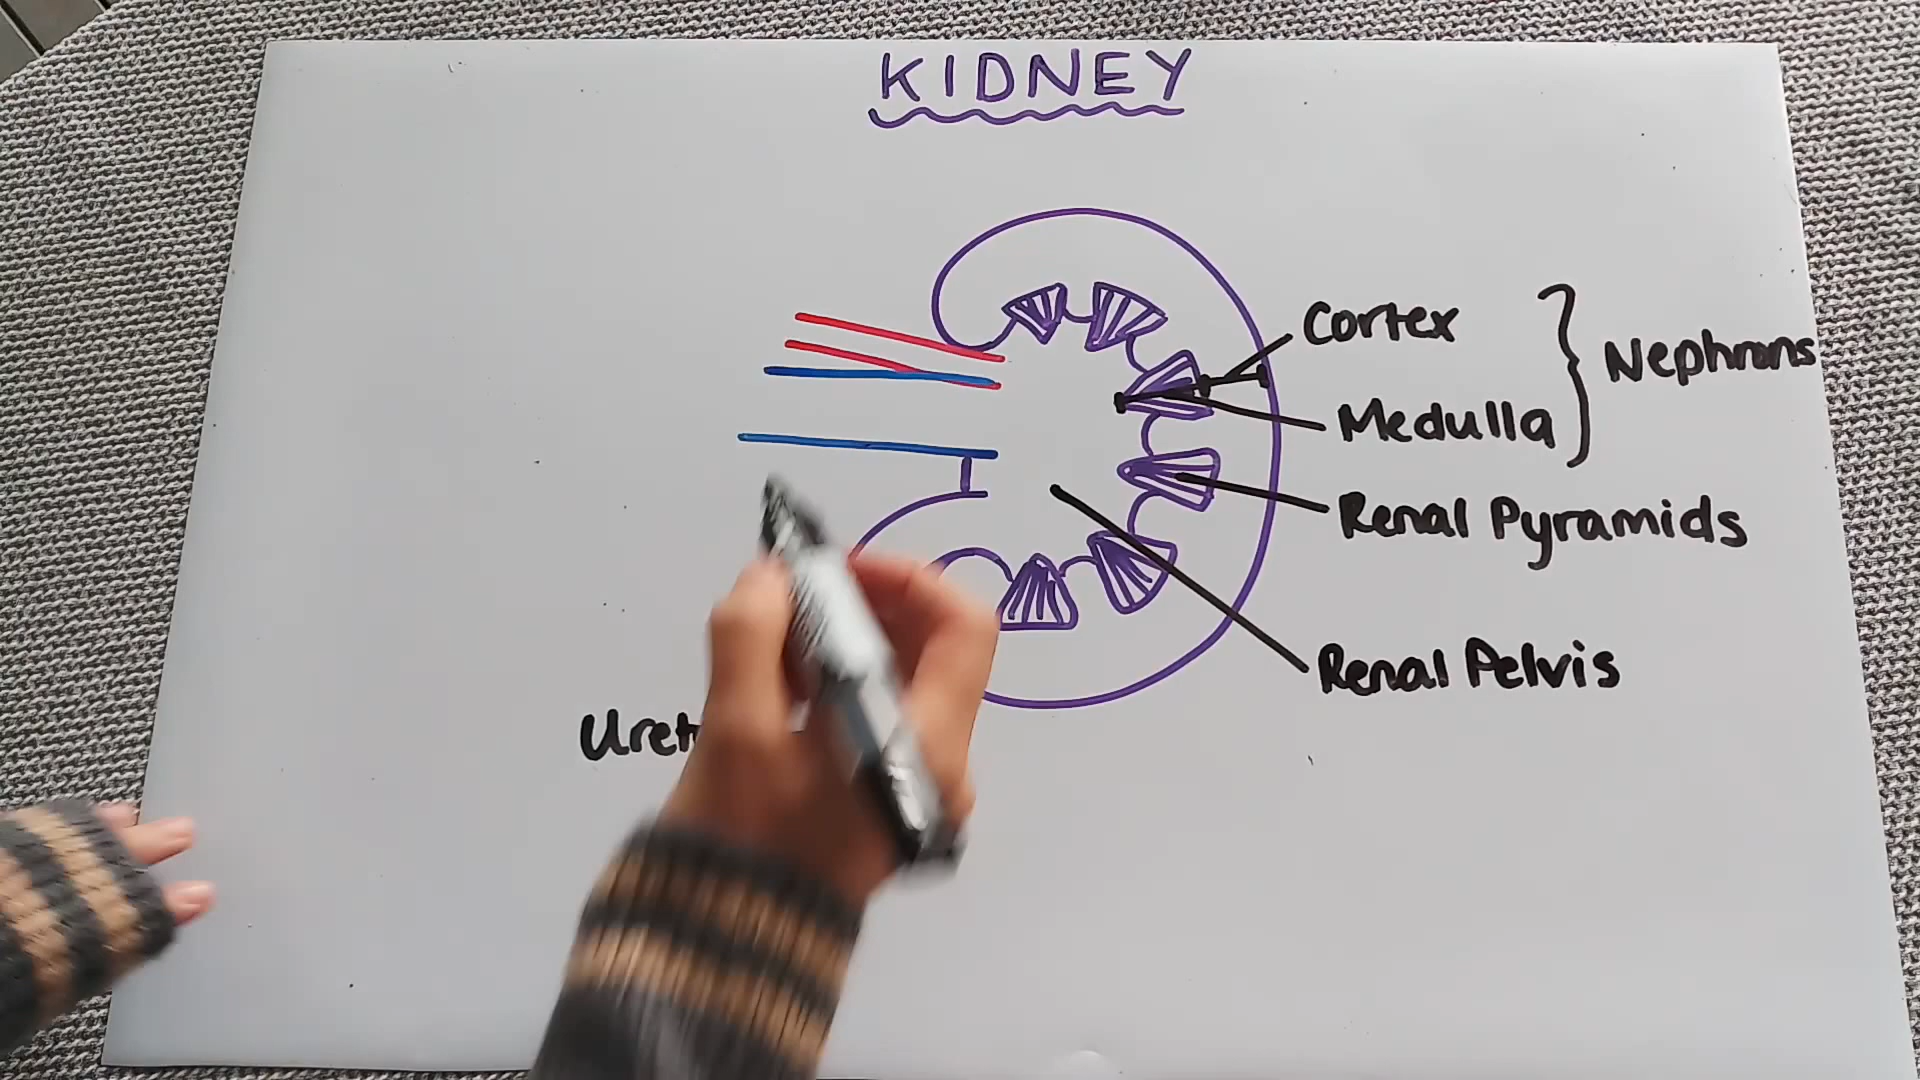 KIDNEY
Cortex
Nephrons
Medulla
Renal Pyramids
Renal Pelvis